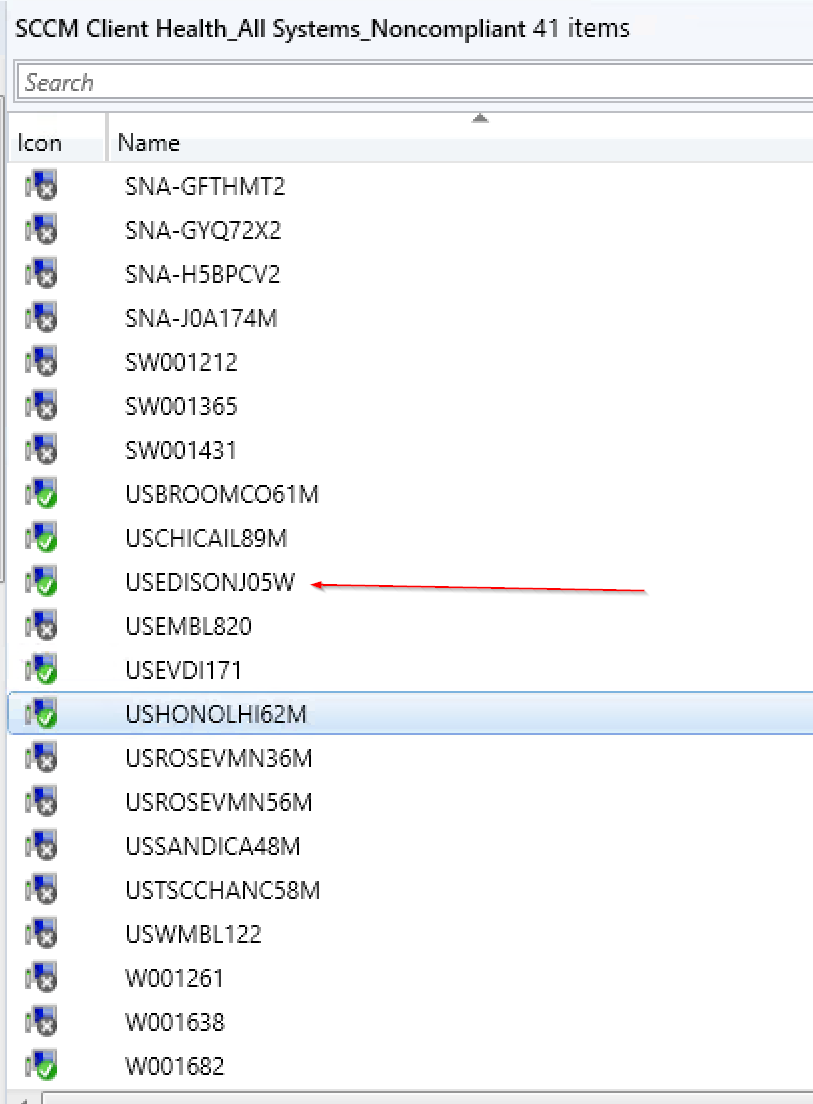 SCCM Client Health_All Systems_Noncompliant 41 items
Search
Icon Name
SNA-GFTHMT2
SNA-GYQ72X2
SNA-H5BPCV2
SNA-J0A174M
SW001212
SW001365
SW001431
USBROOMCO61M
USCHICAIL89M
USEDISONJ05W
USEMBL820
USEVDI171
USHONOLHI62M
USROSEVMN36M
USROSEVMN56M
USSANDICA48M
USTSCCHANC58M
USWMBL122
W001261
W001638
W001682